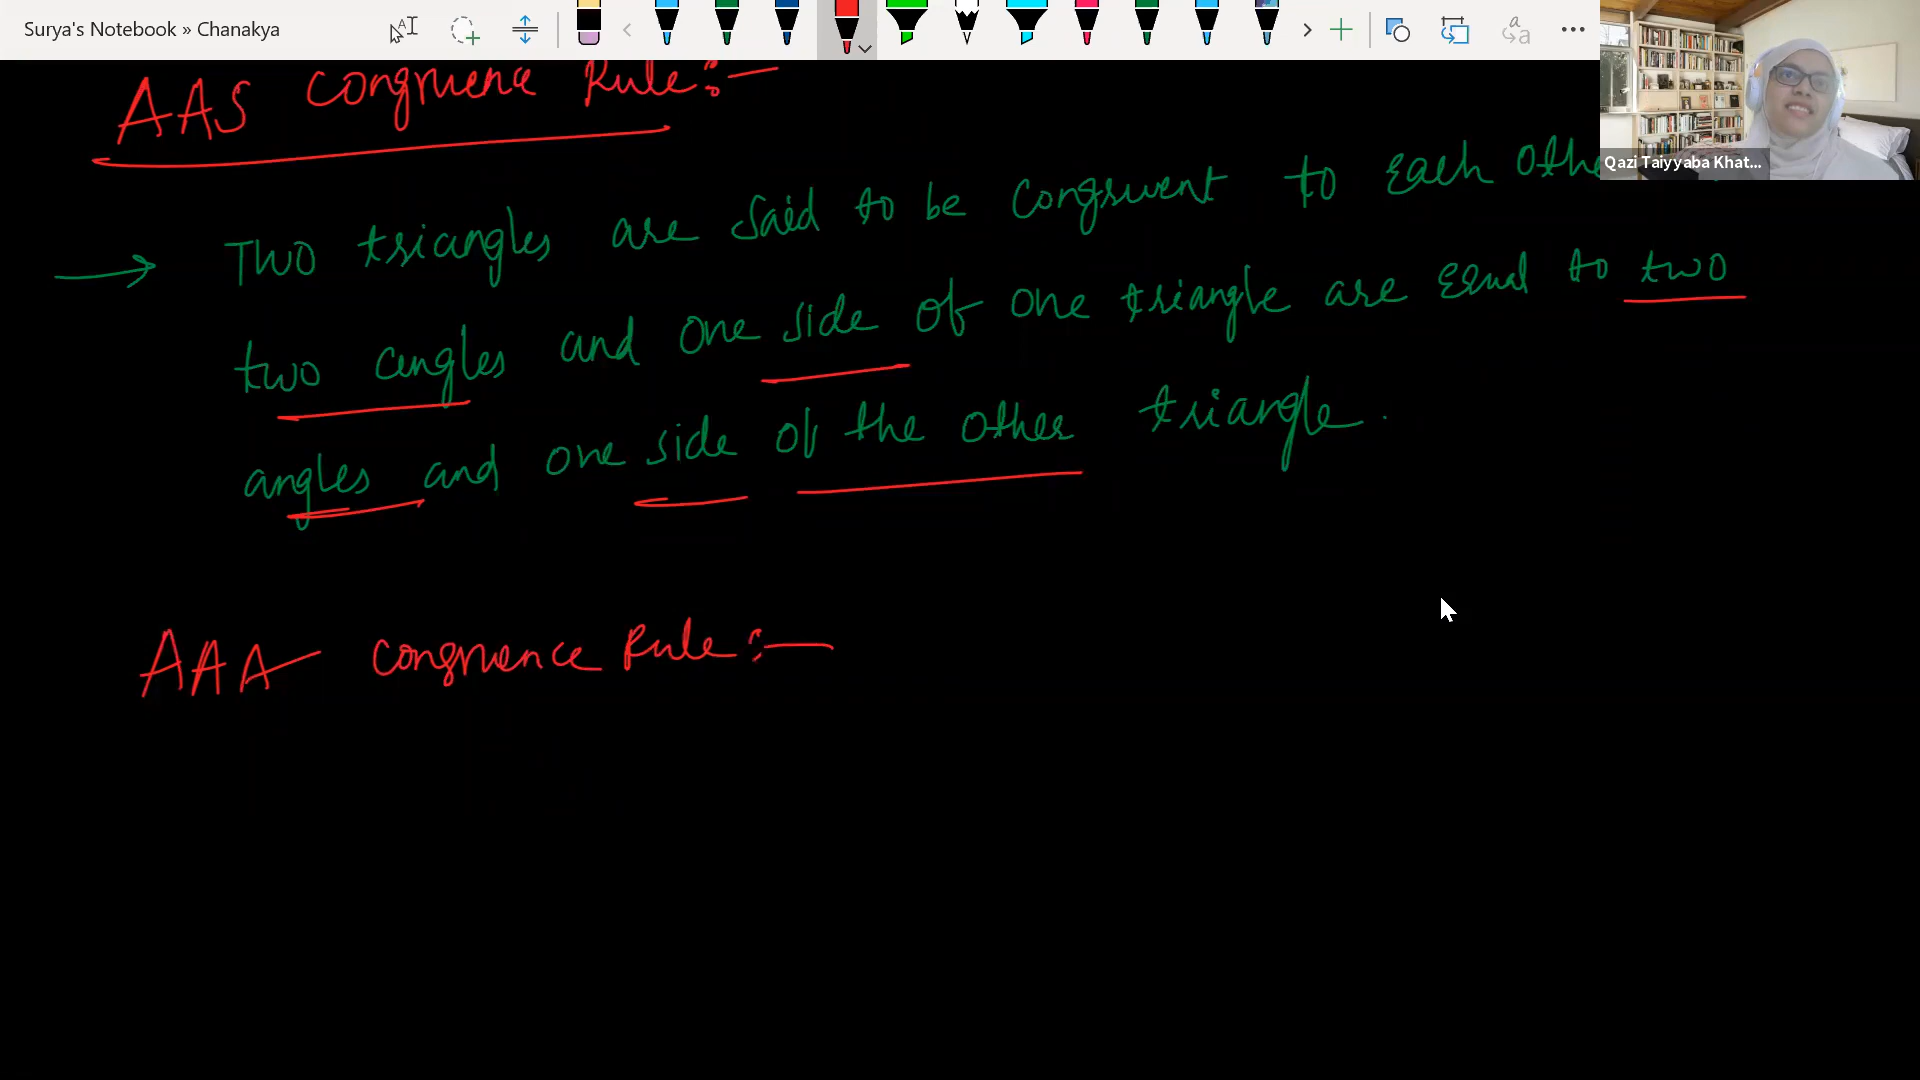 Surya's Notebook » Chanakya
AAS Congruence Rule:-
Qazi Taiyyaba Khat...
→ Two triangles are said to be congruent to Each Othe
two angles and one side of one triangle are Equal to two
angles and one side of the other triangle.
AAA Congruence Rule:-